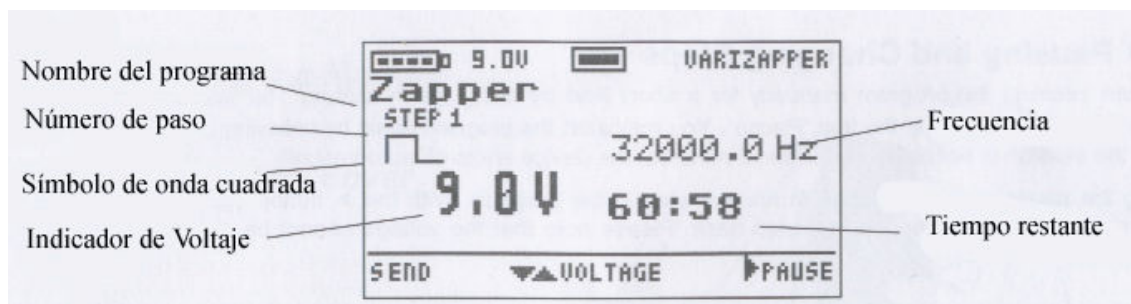 9.0V VARIZAPPER
Nombre del programa
Zapper
Número de paso
STEP 1
Frecuencia
32000.0 Hz
Símbolo de onda cuadrada
9.0V
60:58
Indicador de Voltaje
Tiempo restante
SEND VOLTAGE PAUSE